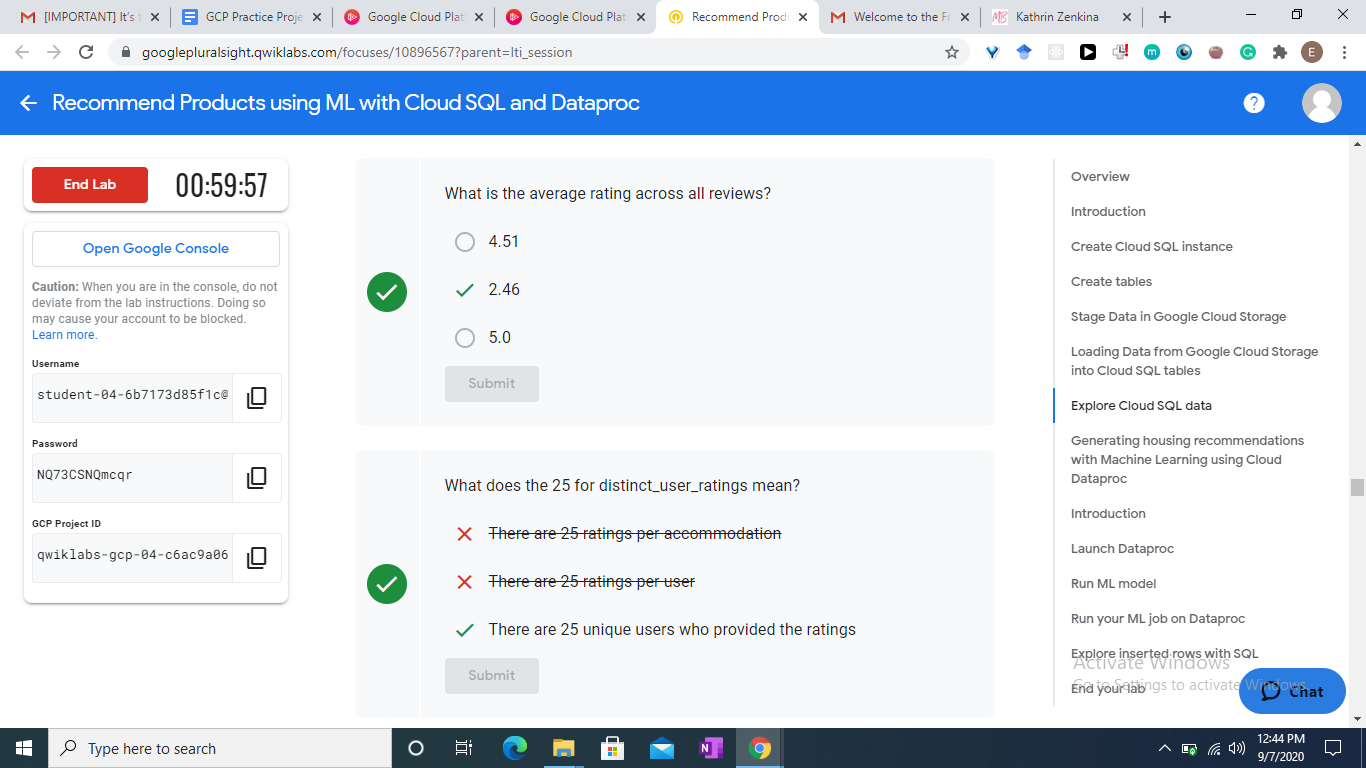 [IMPORTANT] It's t
GCP Practice Proje
Google Cloud Plat
Google Cloud Plat
Recommend Produ
Welcome to the Fr
MB Kathrin Zenkina
googlepluralsight.qwiklabs.com/focuses/10896567?parent=lti_session
E
Recommend Products using ML with Cloud SQL and Dataproc
?
End Lab
00:59:57
Open Google Console
Caution: When you are in the console, do not
deviate from the lab instructions. Doing so
may cause your account to be blocked.
Learn more.
Username
student-04-6b7173d85f1c@
Password
NQ73CSNQmcqr
GCP Project ID
qwiklabs-gcp-04-c6ac9a06
What is the average rating across all reviews?
4.51
2.46
5.0
Submit
What does the 25 for distinct_user_ratings mean?
There are 25 ratings per accommodation
There are 25 ratings per user
There are 25 unique users who provided the ratings
Submit
Overview
Introduction
Create Cloud SQL instance
Create tables
Stage Data in Google Cloud Storage
Loading Data from Google Cloud Storage
into Cloud SQL tables
Explore Cloud SQL data
Generating housing recommendations
with Machine Learning using Cloud
Dataproc
Introduction
Launch Dataproc
Run ML model
Run your ML job on Dataproc
Explore inserted rows with SQL
End your lab
Activate Windows
Go to Settings to activate Windows.
Chat
Type here to search
12:44 PM
9/7/2020